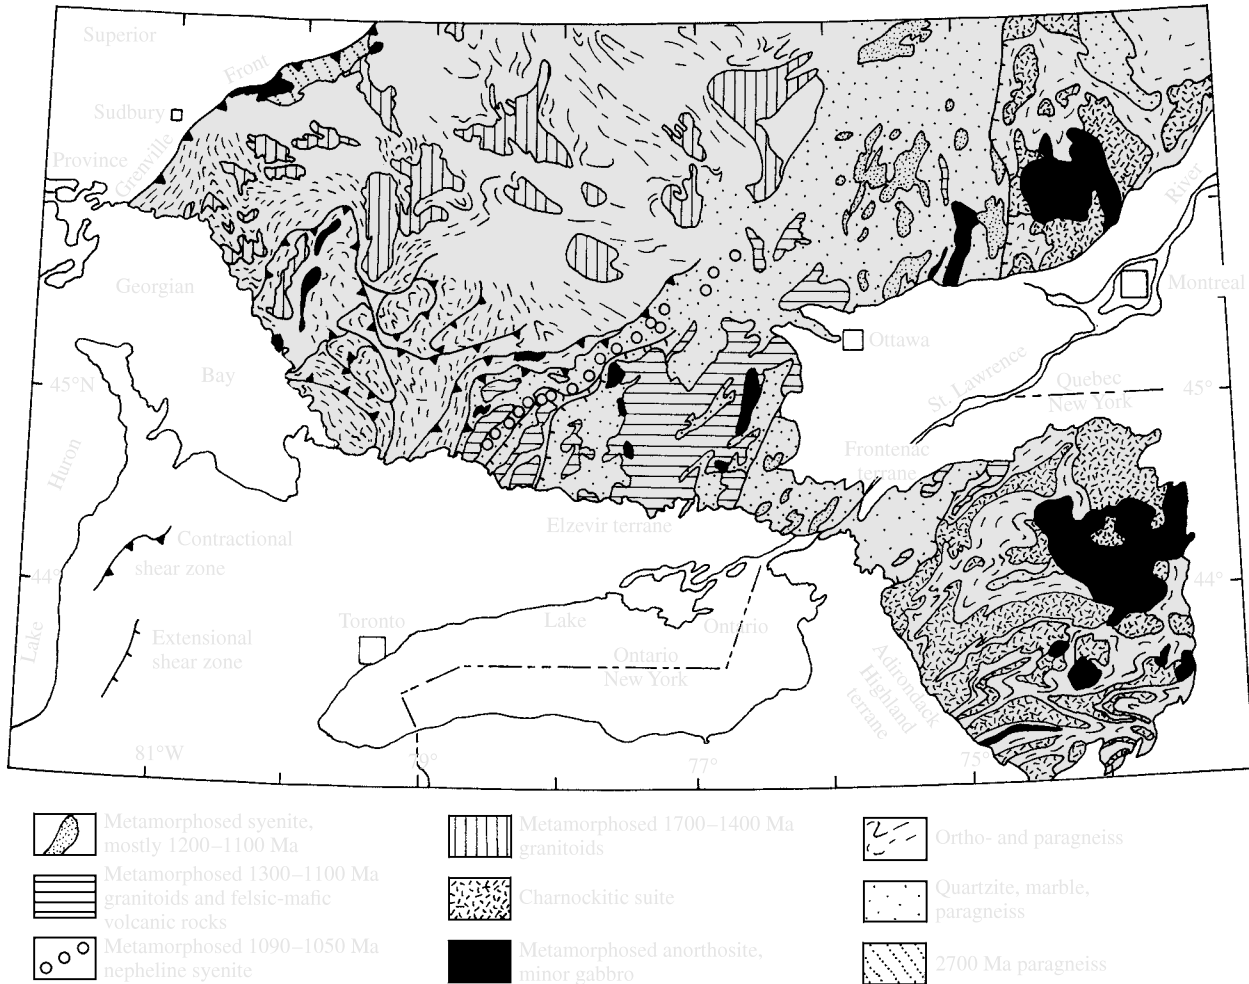 Superior
Front
Sudbury
Province
Grenville
River
Georgian
Montreal
Ottawa
Bay
45°N
St. Lawrence
Quebec
New York
45°
Huron
Frontenac
terrane
Elzevir terrane
Contractional
shear zone
44°
44°
Lake
Extensional
shear zone
Toronto
Lake
Ontario
Ontario
New York
Adirondack
Highland
terrane
81°W
79°
77°
75°
Metamorphosed syenite,
mostly 1200–1100 Ma
Metamorphosed 1300–1100 Ma
granitoids and felsic-mafic
volcanic rocks
Metamorphosed 1090–1050 Ma
nepheline syenite
Metamorphosed 1700–1400 Ma
granitoids
Charnockitic suite
Metamorphosed anorthosite,
minor gabbro
Ortho- and paragneiss
Quartzite, marble,
paragneiss
2700 Ma paragneiss